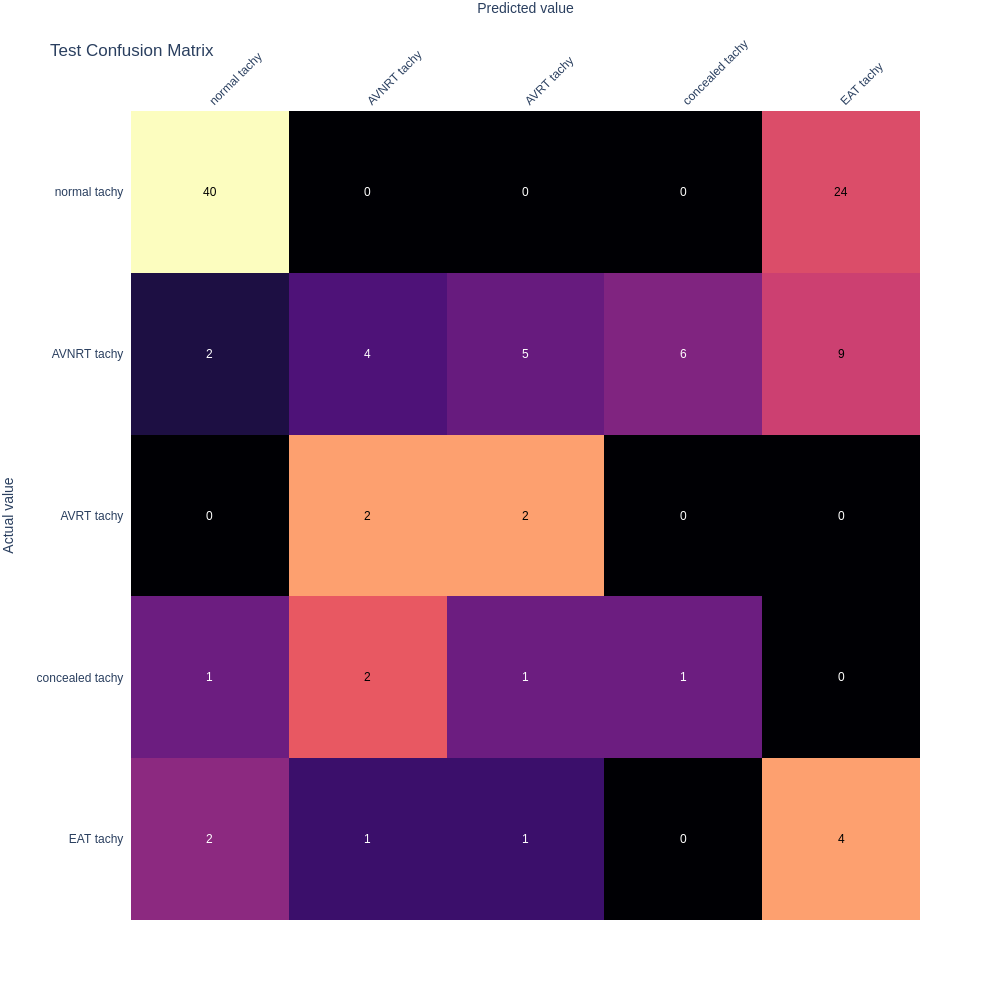 Predicted value
Test Confusion Matrix
normal tachy AVNRT tachy AVRT tachy concealed tachy EAT tachy
normal tachy 40 0 0 0 24
AVNRT tachy 2 4 5 6 9
Actual value
AVRT tachy 0 2 2 0 0
concealed tachy 1 2 1 1 0
EAT tachy 2 1 1 0 4